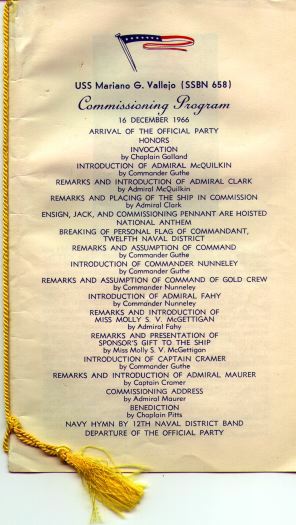 USS Mariano G. Vallejo (SSBN 658)
Commissioning Program
16 DECEMBER 1966
ARRIVAL OF THE OFFICIAL PARTY
HONORS
INVOCATION
by Chaplain Galland
INTRODUCTION OF ADMIRAL McQUILKIN
by Commander Guthe
REMARKS AND INTRODUCTION OF ADMIRAL CLARK
by Admiral McQuilkin
REMARKS AND PLACING OF THE SHIP IN COMMISSION
by Admiral Clark
ENSIGN, JACK, AND COMMISSIONING PENNANT ARE HOISTED
NATIONAL ANTHEM
BREAKING OF PERSONAL FLAG OF COMMANDANT,
TWELFTH NAVAL DISTRICT
REMARKS AND ASSUMPTION OF COMMAND
by Commander Guthe
INTRODUCTION OF COMMANDER NUNNELEY
by Commander Guthe
REMARKS AND ASSUMPTION OF COMMAND OF GOLD CREW
by Commander Nunneley
INTRODUCTION OF ADMIRAL FAHY
by Commander Nunneley
REMARKS AND INTRODUCTION OF
MISS MOLLY S. V. McGETTIGAN
by Admiral Fahy
REMARKS AND PRESENTATION OF
SPONSOR'S GIFT TO THE SHIP
by Miss Molly S. V. McGettigan
INTRODUCTION OF CAPTAIN CRAMER
by Commander Guthe
REMARKS AND INTRODUCTION OF ADMIRAL MAURER
by Captain Cramer
COMMISSIONING ADDRESS
by Admiral Maurer
BENEDICTION
by Chaplain Pitts
NAVY HYMN BY 12TH NAVAL DISTRICT BAND
DEPARTURE OF THE OFFICIAL PARTY